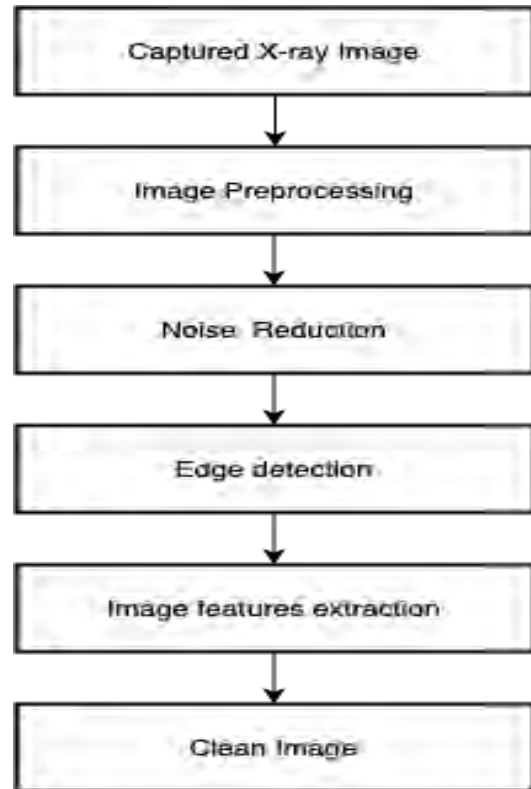 Captured X-ray Image
Image Preprocessing
Noise Reduction
Edge detection
Image features extraction
Clean Image